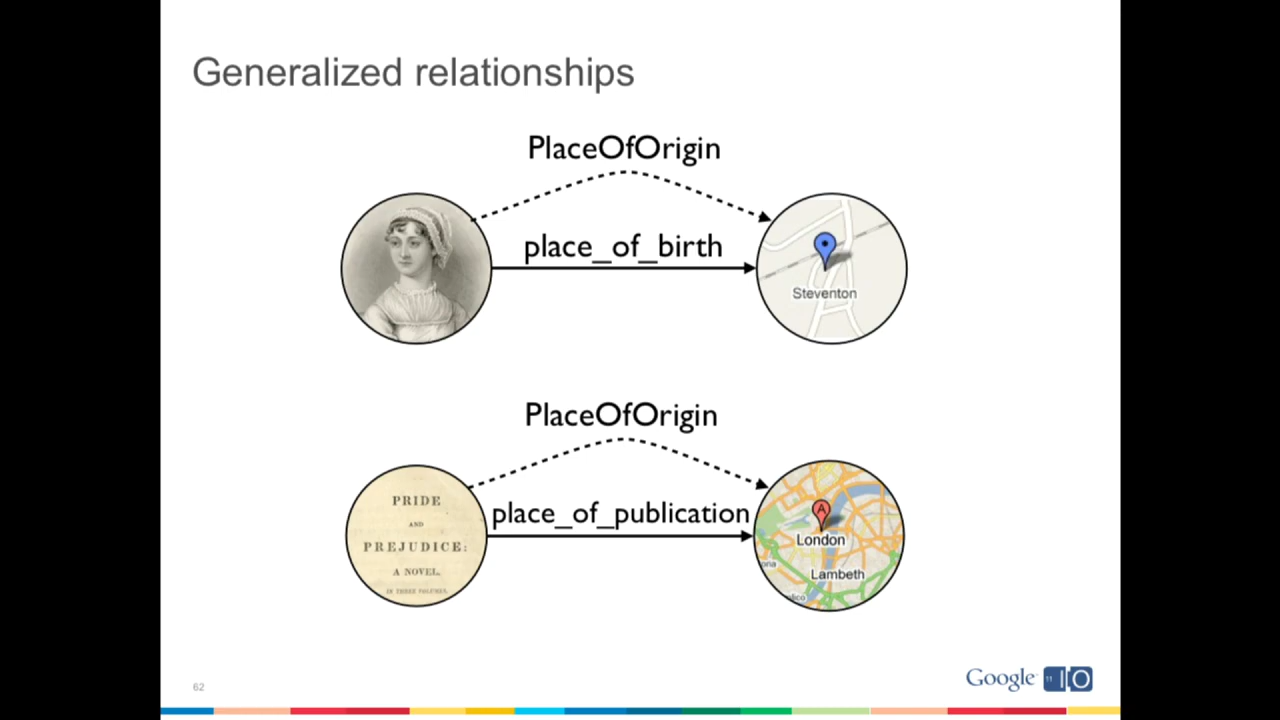 Generalized relationships
PlaceOfOrigin
place_of_birth
Steventon
PlaceOfOrigin
place_of_publication
PRIDE
AND
PREJUDICE:
A NOVEL.
IN THREE VOLUMES.
London
Lambeth
62
Google 11 IO